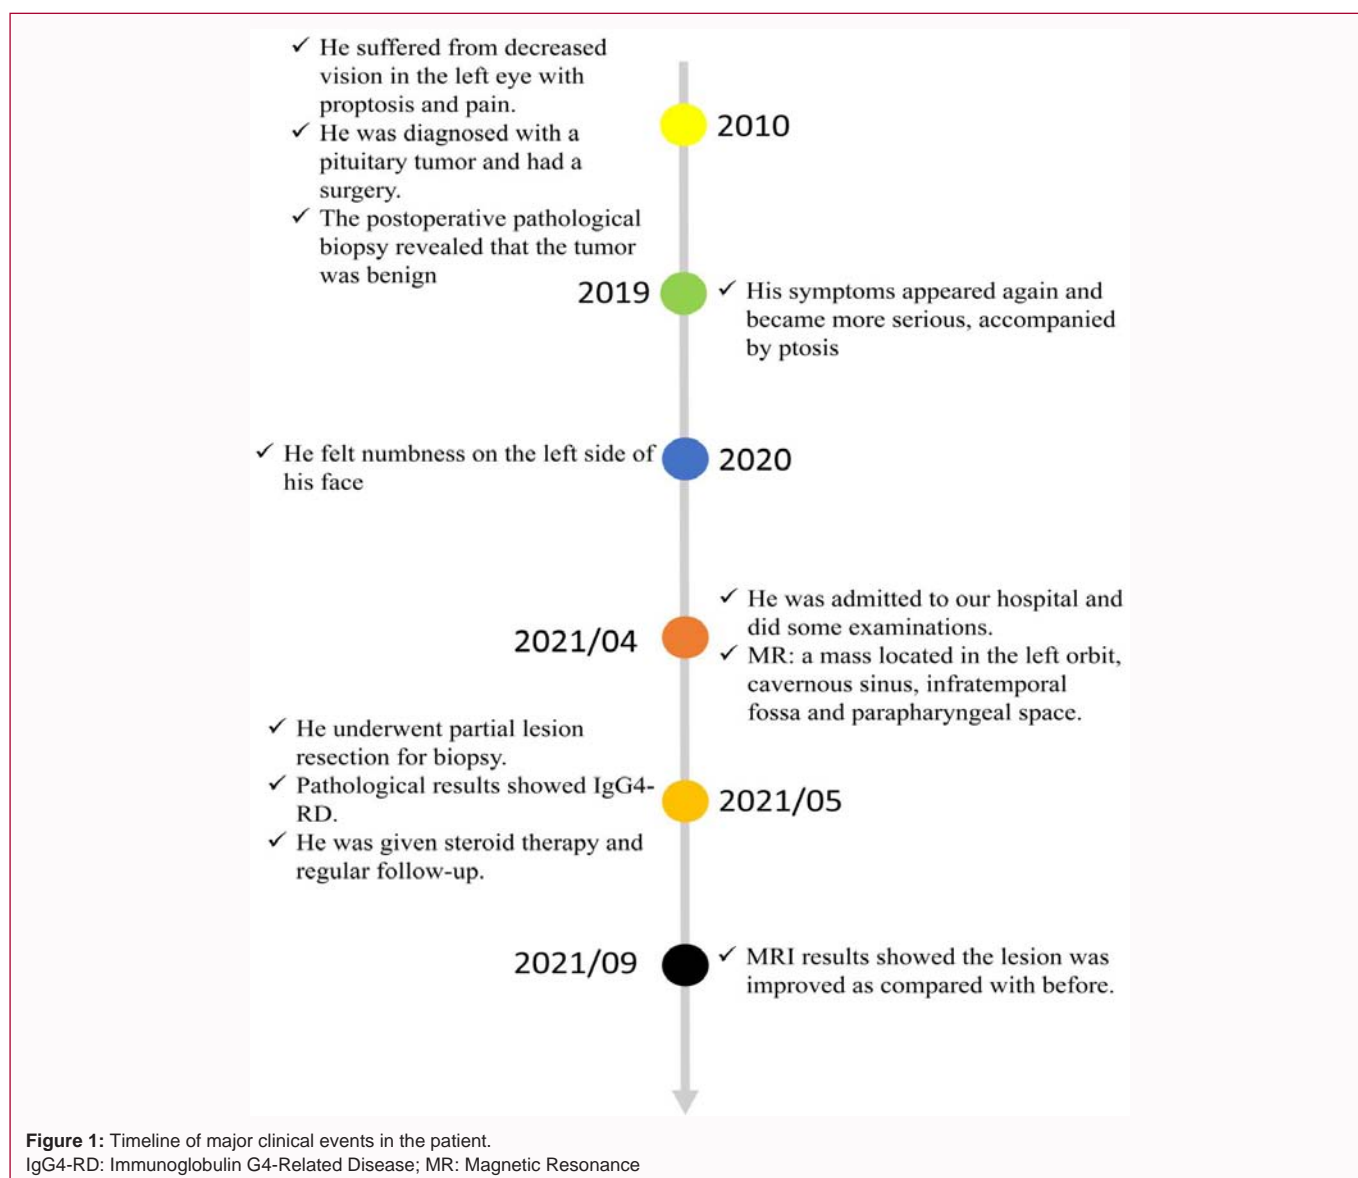 ✓ He suffered from decreased
vision in the left eye with
proptosis and pain.
✓ He was diagnosed with a
pituitary tumor and had a
surgery.
✓ The postoperative pathological
biopsy revealed that the tumor
was benign
2010
2019
✓ His symptoms appeared again and
became more serious, accompanied
by ptosis
✓ He felt numbness on the left side of
his face
2020
2021/04
✓ He was admitted to our hospital and
did some examinations.
✓ MR: a mass located in the left orbit,
cavernous sinus, infratemporal
fossa and parapharyngeal space.
✓ He underwent partial lesion
resection for biopsy.
✓ Pathological results showed IgG4-
RD.
✓ He was given steroid therapy and
regular follow-up.
2021/05
2021/09
✓ MRI results showed the lesion was
improved as compared with before.
Figure 1: Timeline of major clinical events in the patient.
IgG4-RD: Immunoglobulin G4-Related Disease; MR: Magnetic Resonance